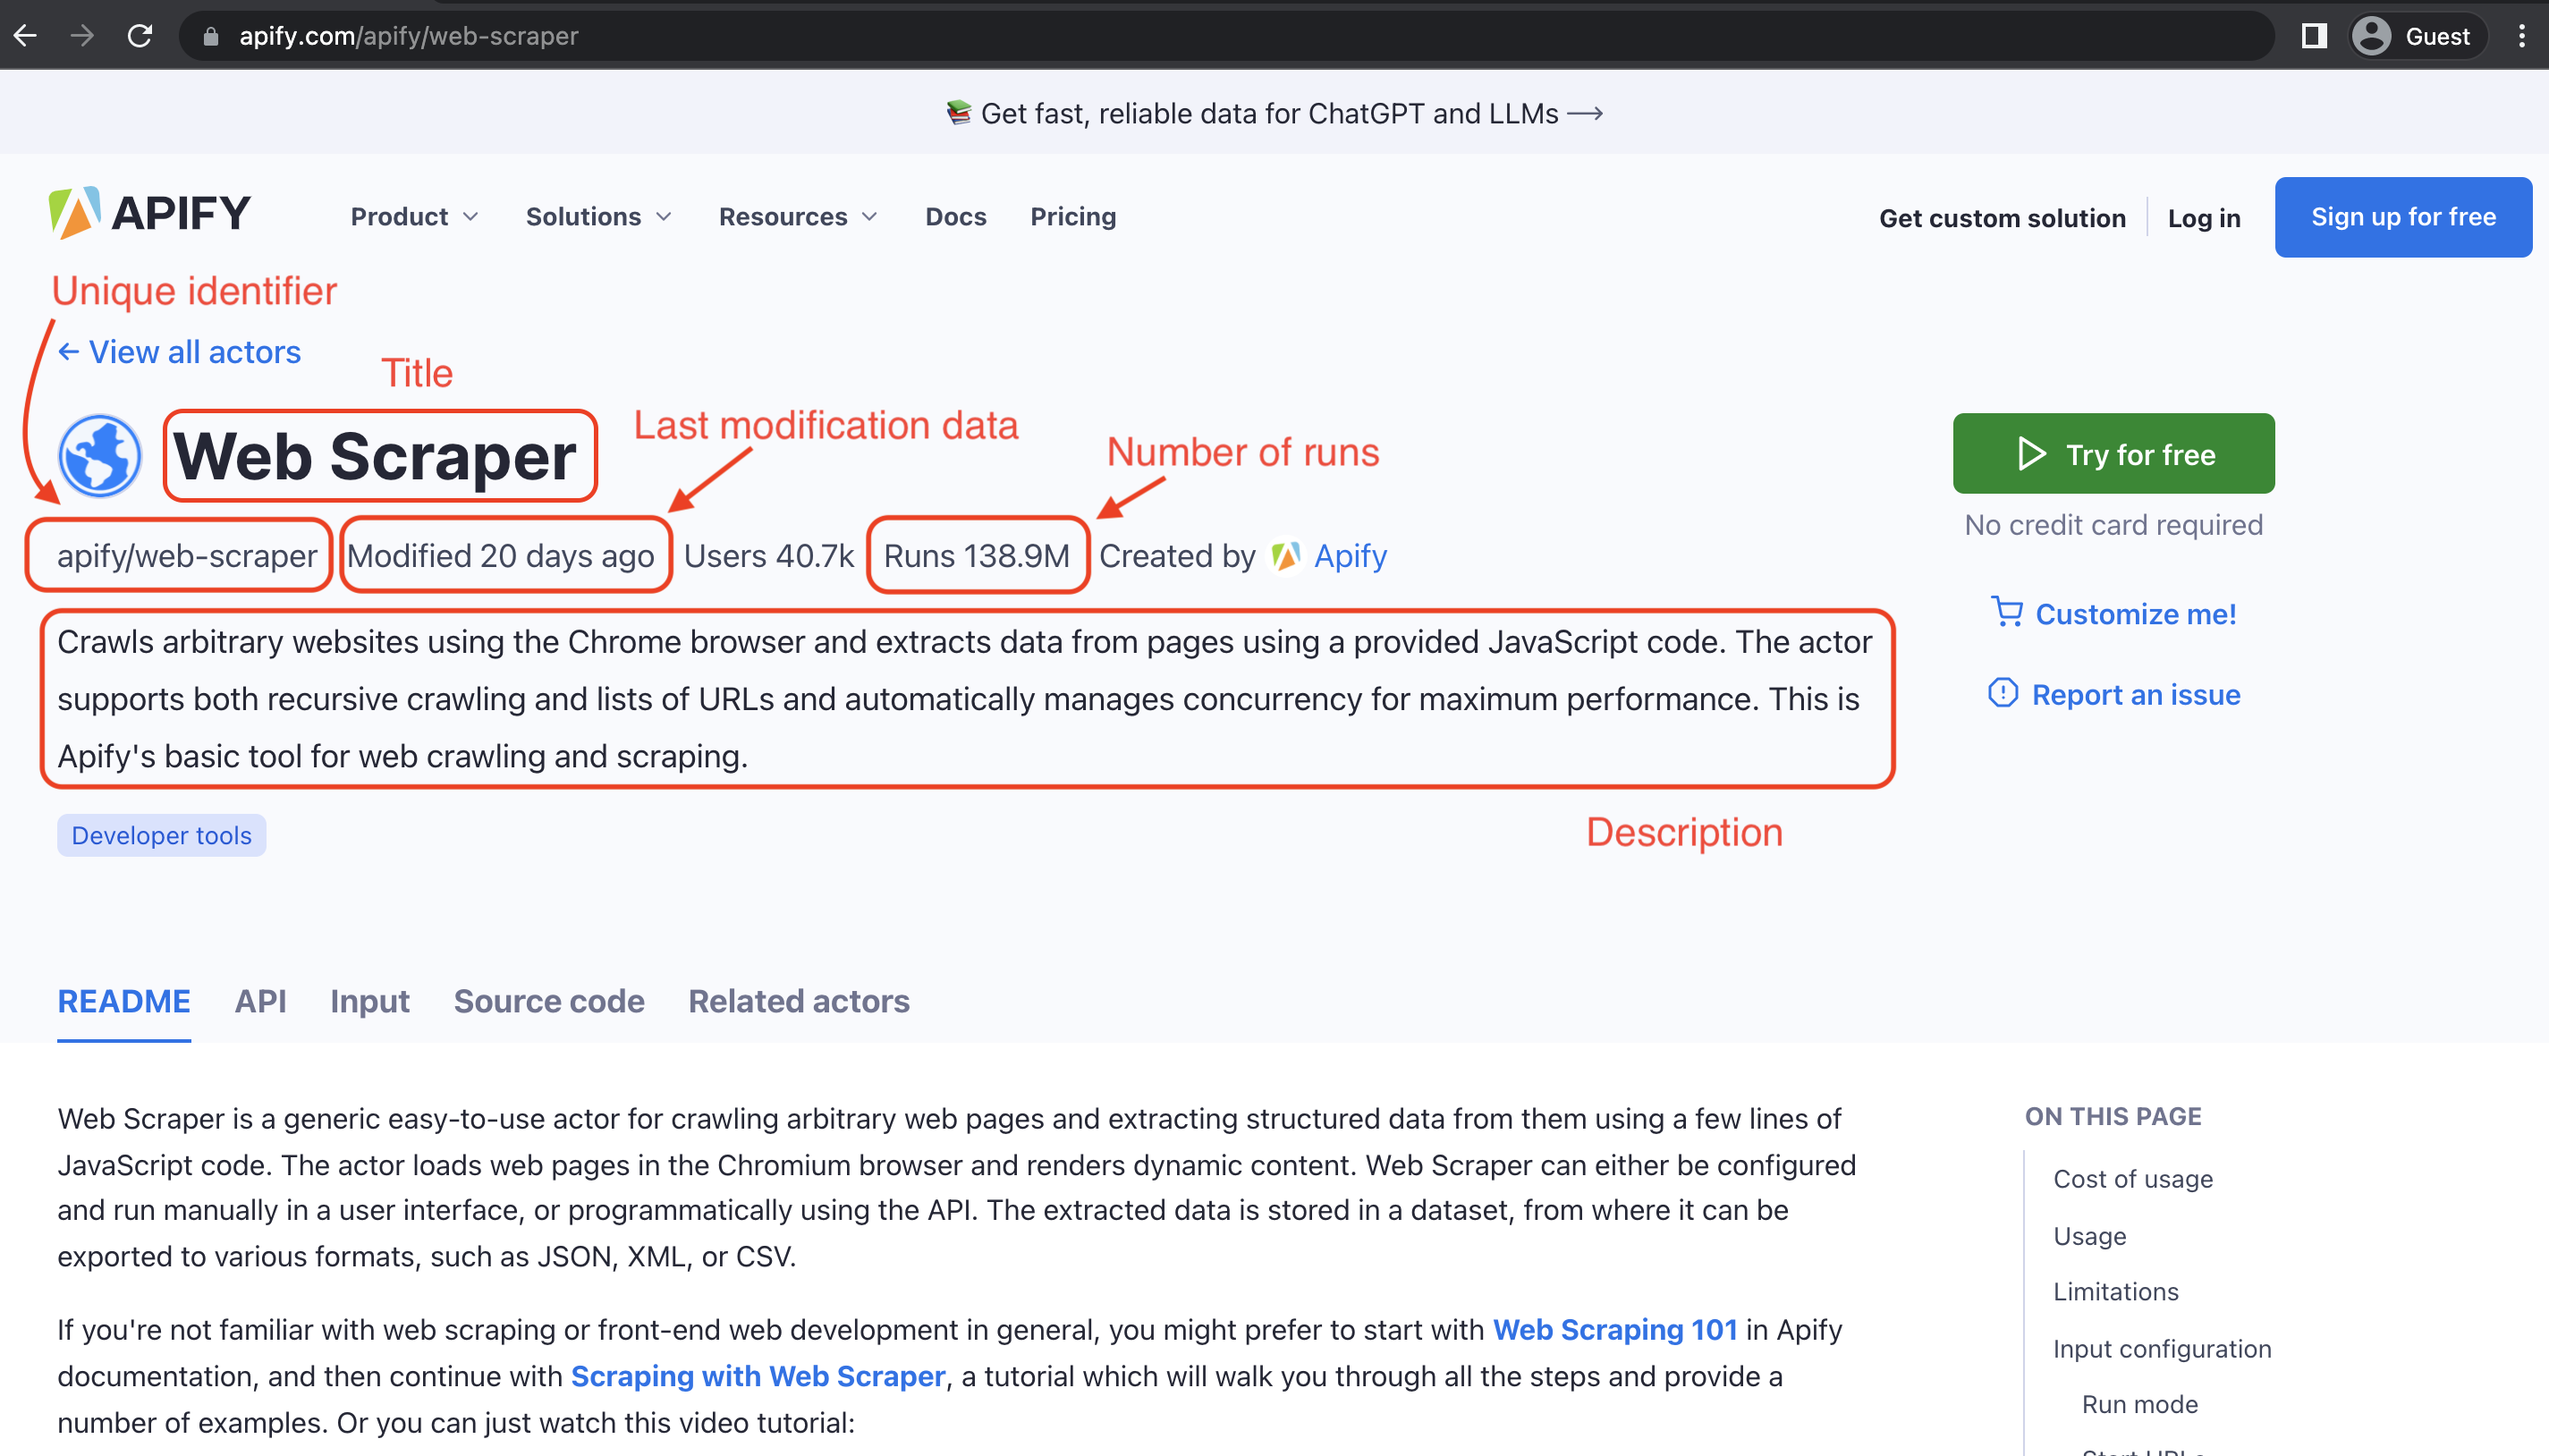 apify.com/apify/web-scraper
Guest
Get fast, reliable data for ChatGPT and LLMs
APIFY
Product
Solutions
Resources
Docs
Pricing
Get custom solution
Log in
Sign up for free
Unique identifier
View all actors
Title
Web Scraper
Last modification data
Number of runs
apify/web-scraper Modified 20 days ago Users 40.7k Runs 138.9M Created by Apify
Crawls arbitrary websites using the Chrome browser and extracts data from pages using a provided JavaScript code. The actor
supports both recursive crawling and lists of URLs and automatically manages concurrency for maximum performance. This is
Apify's basic tool for web crawling and scraping.
Description
Developer tools
Try for free
No credit card required
Customize me!
Report an issue
README
API
Input
Source code
Related actors
Web Scraper is a generic easy-to-use actor for crawling arbitrary web pages and extracting structured data from them using a few lines of
JavaScript code. The actor loads web pages in the Chromium browser and renders dynamic content. Web Scraper can either be configured
and run manually in a user interface, or programmatically using the API. The extracted data is stored in a dataset, from where it can be
exported to various formats, such as JSON, XML, or CSV.
If you're not familiar with web scraping or front-end web development in general, you might prefer to start with Web Scraping 101 in Apify
documentation, and then continue with Scraping with Web Scraper, a tutorial which will walk you through all the steps and provide a
number of examples. Or you can just watch this video tutorial:
ON THIS PAGE
Cost of usage
Usage
Limitations
Input configuration
Run mode